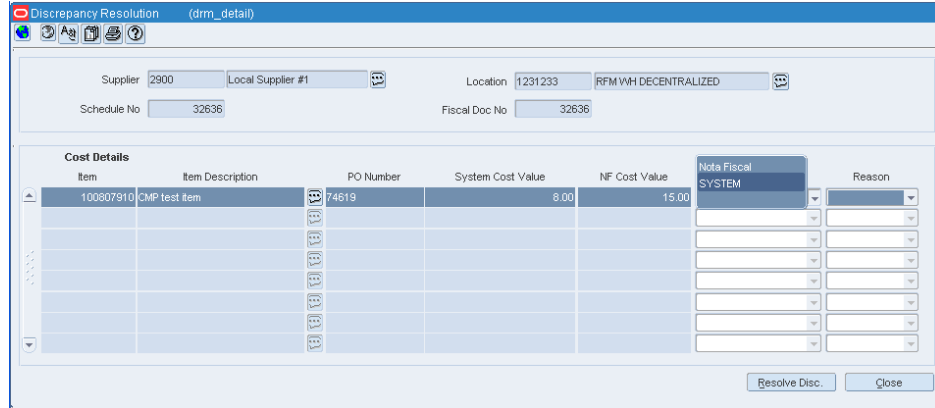 Discrepancy Resolution (drm_detail)
Supplier 2900 Local Supplier #1 Location 1231233 RFM WH DECENTRALIZED
Schedule No 32636 Fiscal Doc No 32636
Cost Details
Item Item Description PO Number System Cost Value NF Cost Value Nota Fiscal Reason
SYSTEM
100807910 CMP test item 74619 8.00 15.00
Resolve Disc. Close